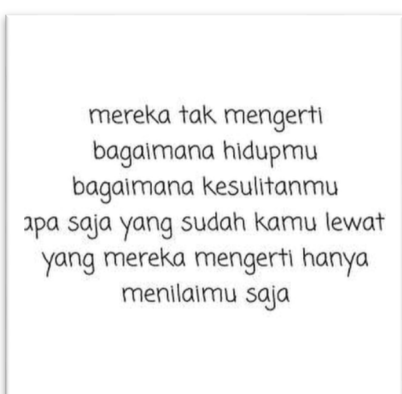 mereka tak mengerti
bagaimana hidupmu
bagaimana kesulitanmu
apa saja yang sudah kamu lewat
yang mereka mengerti hanya
menilaimu saja